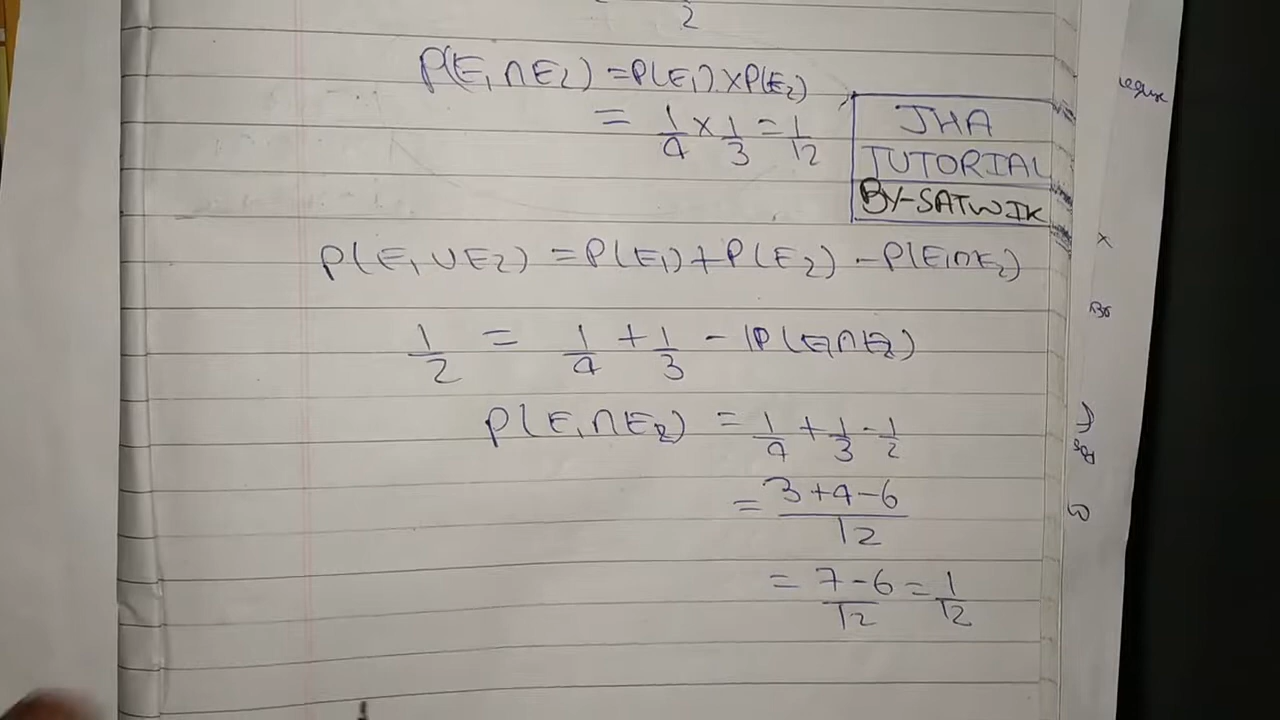 2
P(E₁∩E₂) = P(E₁) × P(E₂)
= 1/4 × 1/3 = 1/12
JHA
TUTORIAL
BY-SATWIK
P(E₁∪E₂) = P(E₁) + P(E₂) - P(E₁∩E₂)
1/2 = 1/4 + 1/3 - P(E₁∩E₂)
P(E₁∩E₂) = 1/4 + 1/3 - 1/2
= 3+4-6/12
= 7-6/12 = 1/12